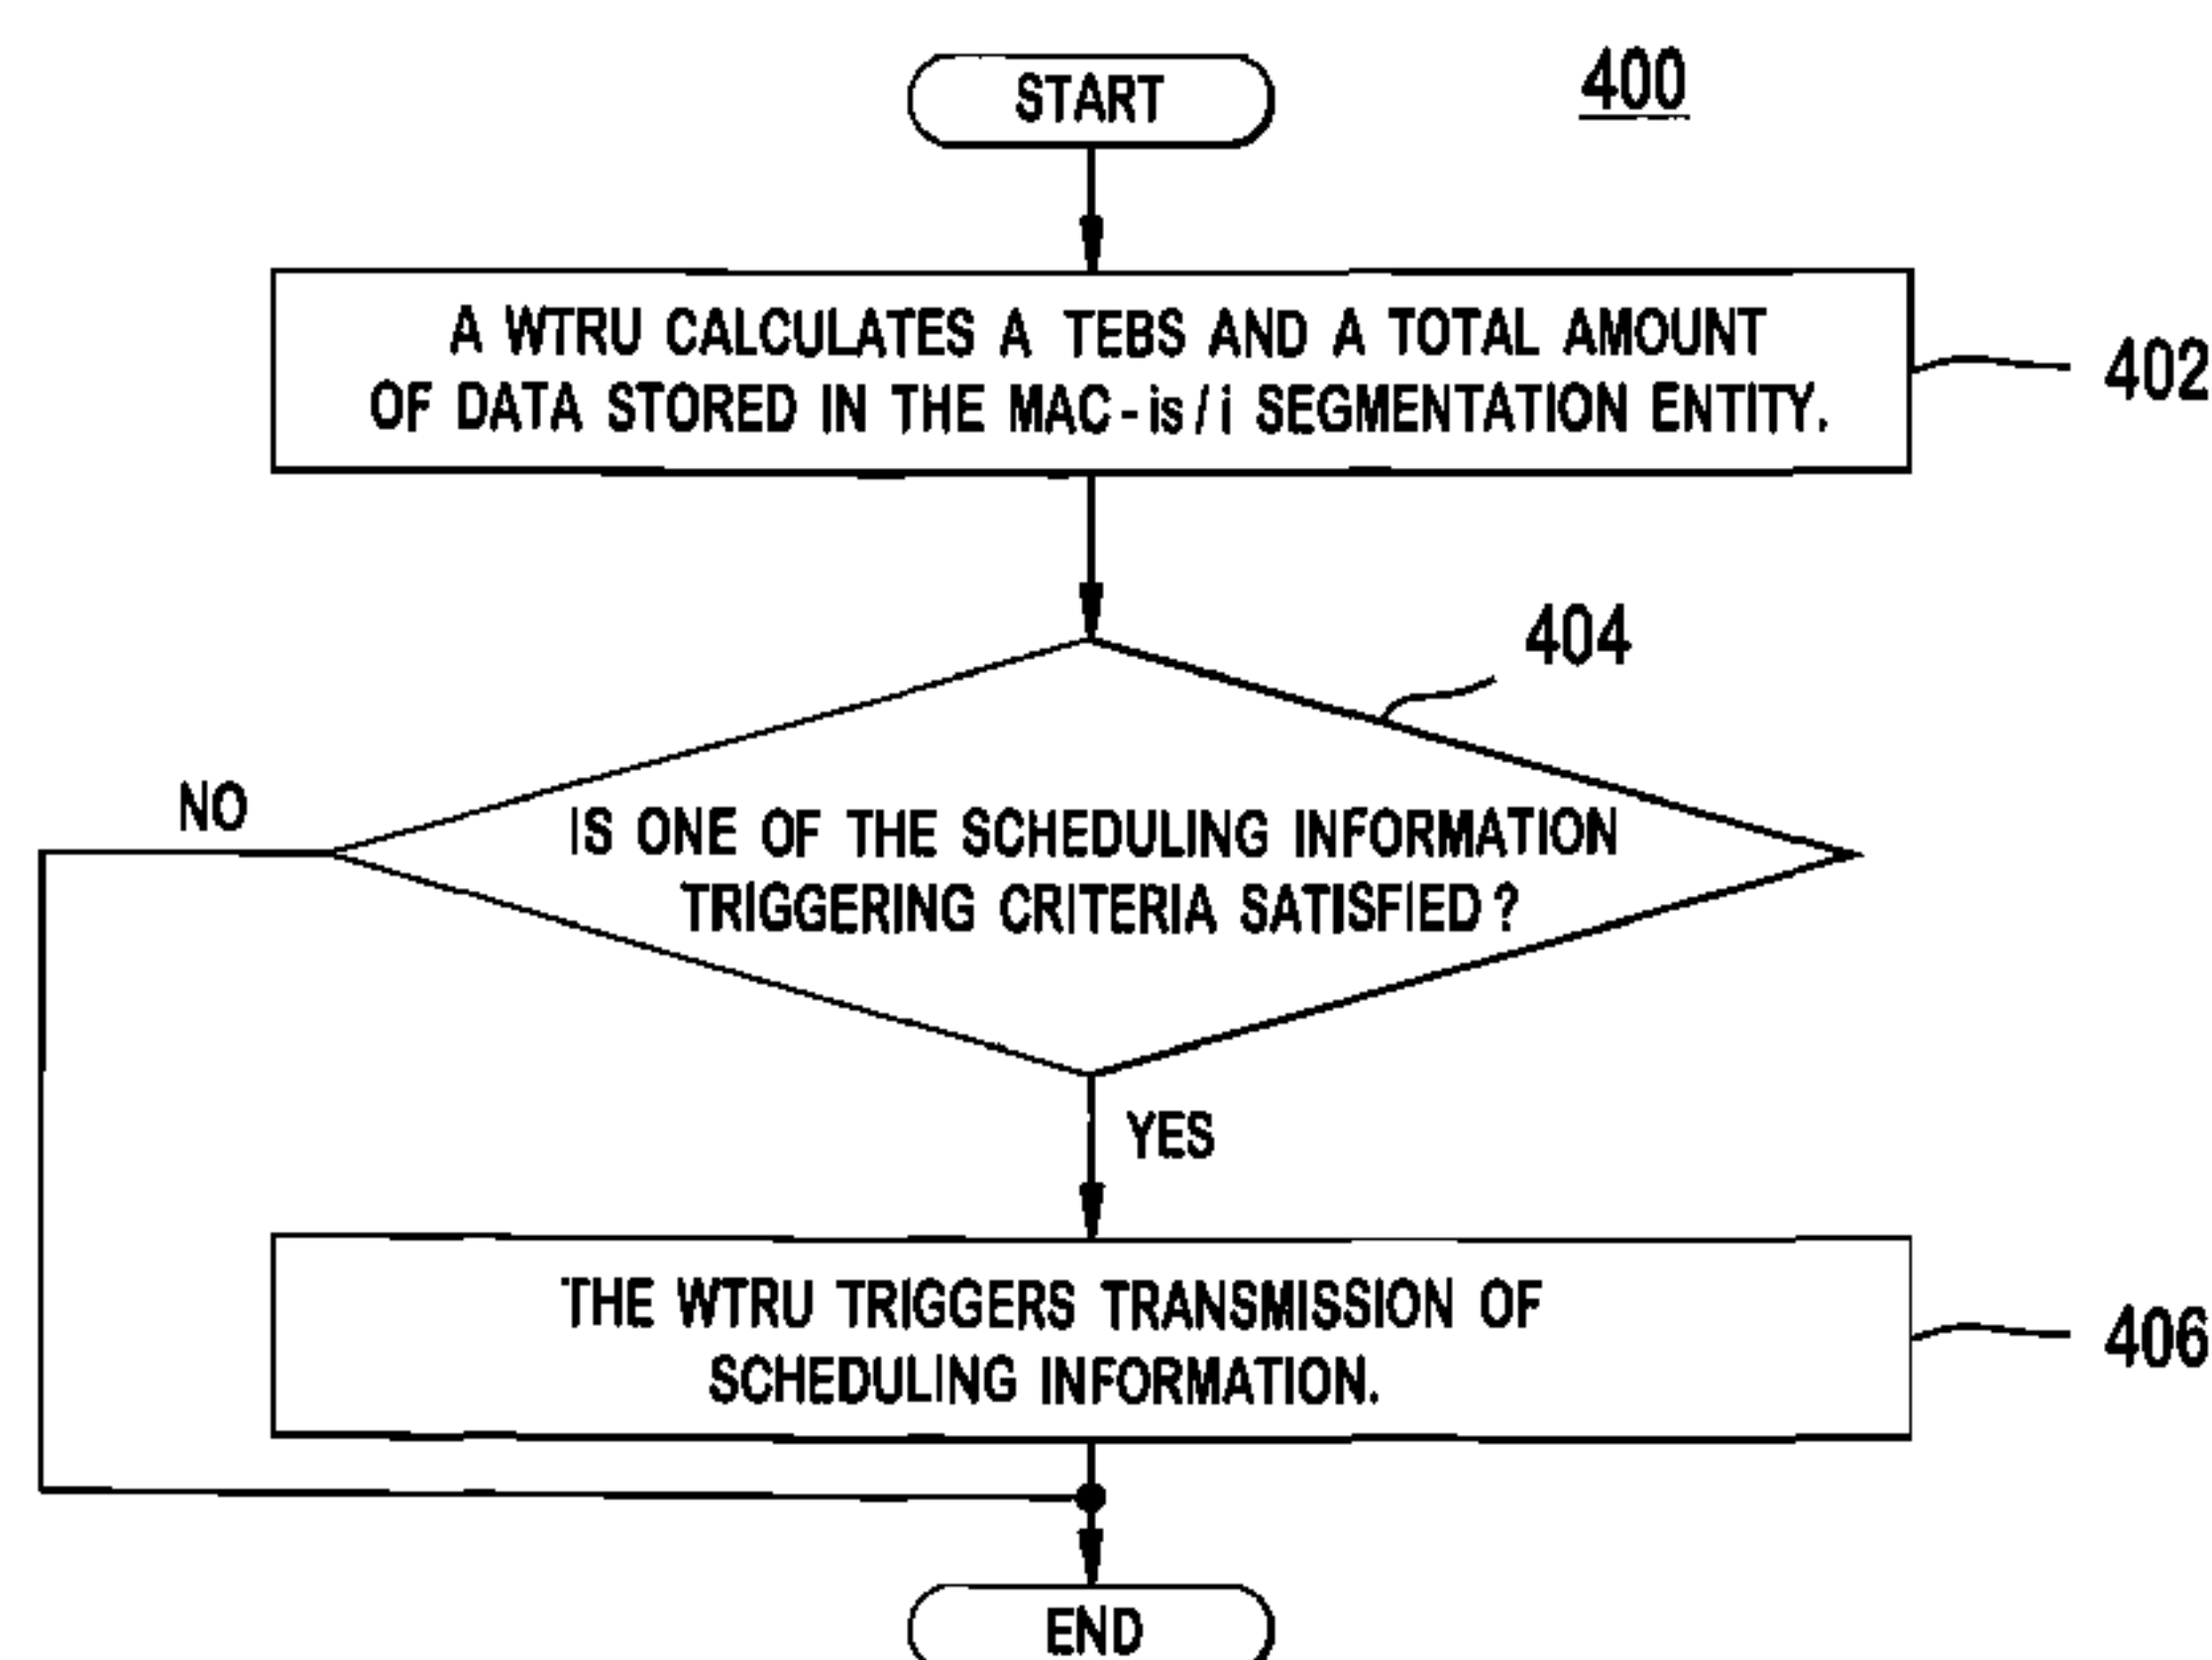 START
400
A WTRU CALCULATES A TEBS AND A TOTAL AMOUNT
OF DATA STORED IN THE MAC-is/i SEGMENTATION ENTITY.
402
404
NO
IS ONE OF THE SCHEDULING INFORMATION
TRIGGERING CRITERIA SATISFIED?
YES
THE WTRU TRIGGERS TRANSMISSION OF
SCHEDULING INFORMATION.
406
END